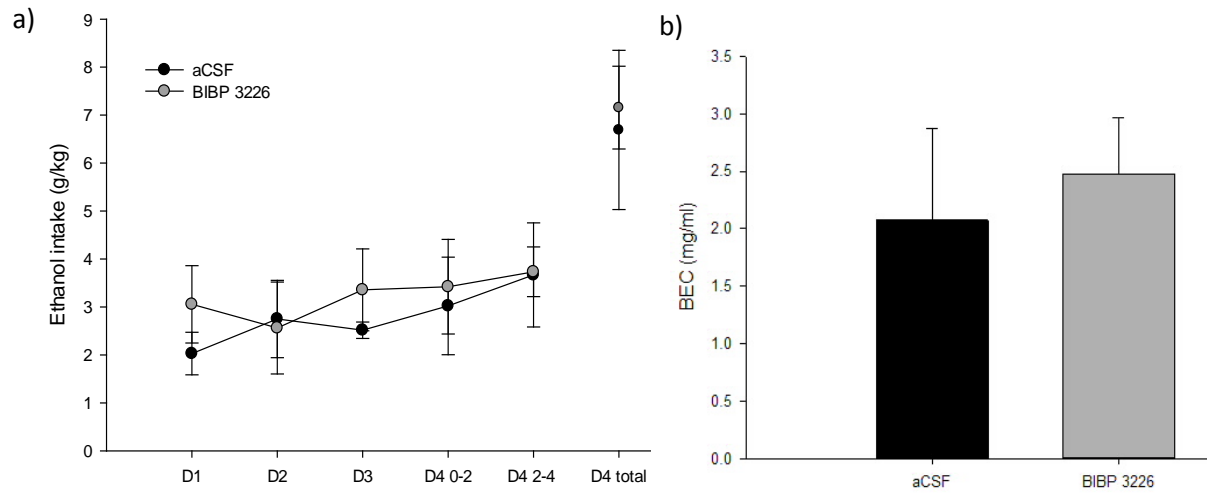 a)
9
8
7
6
5
4
3
2
1
0
Ethanol intake (g/kg)
aCSF
BIBP 3226
D1 D2 D3 D4 0-2 D4 2-4 D4 total
b)
3.5
3.0
2.5
2.0
1.5
1.0
0.5
0.0
BEC (mg/ml)
aCSF BIBP 3226